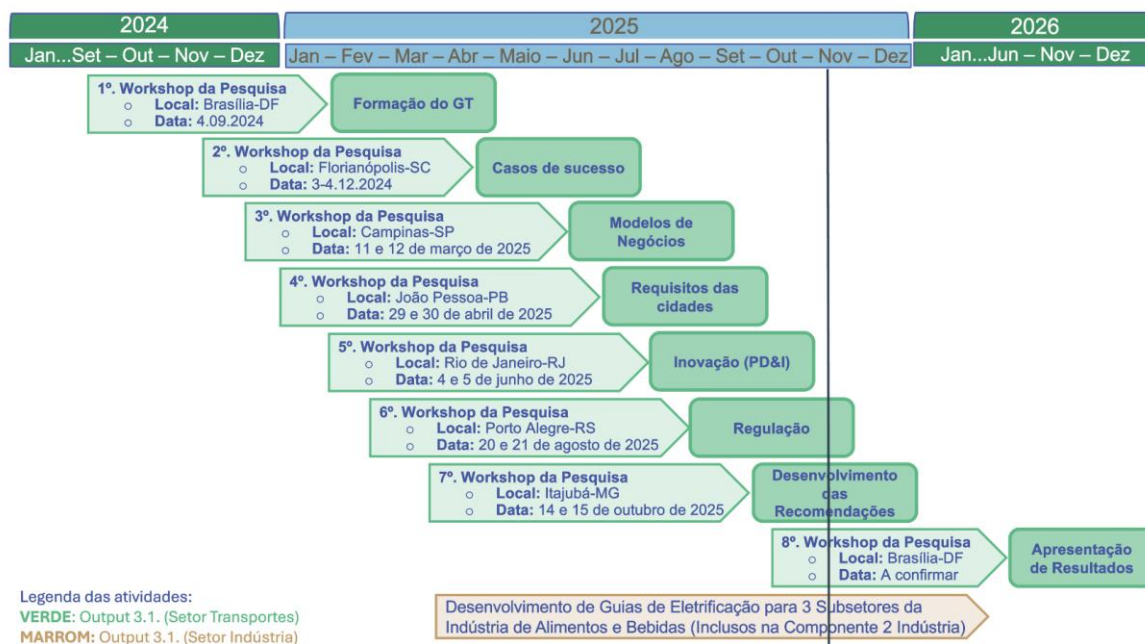 2024
2025
2026
Jan...Set – Out – Nov – Dez
Jan – Fev – Mar – Abr – Maio – Jun – Jul – Ago – Set – Out – Nov – Dez
Jan...Jun – Nov – Dez
1º. Workshop da Pesquisa
o Local: Brasília-DF
o Data: 4.09.2024
Formação do GT
2º. Workshop da Pesquisa
o Local: Florianópolis-SC
o Data: 3-4.12.2024
Casos de sucesso
3º. Workshop da Pesquisa
o Local: Campinas-SP
o Data: 11 e 12 de março de 2025
Modelos de
Negócios
4º. Workshop da Pesquisa
o Local: João Pessoa-PB
o Data: 29 e 30 de abril de 2025
Requisitos das
cidades
5º. Workshop da Pesquisa
o Local: Rio de Janeiro-RJ
o Data: 4 e 5 de junho de 2025
Inovação (PD&I)
6º. Workshop da Pesquisa
o Local: Porto Alegre-RS
o Data: 20 e 21 de agosto de 2025
Regulação
7º. Workshop da Pesquisa
o Local: Itajubá-MG
o Data: 14 e 15 de outubro de 2025
Desenvolvimento
das
Recomendações
8º. Workshop da Pesquisa
o Local: Brasília-DF
o Data: A confirmar
Apresentação
de Resultados
Legenda das atividades:
VERDE: Output 3.1. (Setor Transportes)
MARROM: Output 3.1. (Setor Indústria)
Desenvolvimento de Guias de Eletrificação para 3 Subsetores da
Indústria de Alimentos e Bebidas (Inclusos na Componente 2 Indústria)